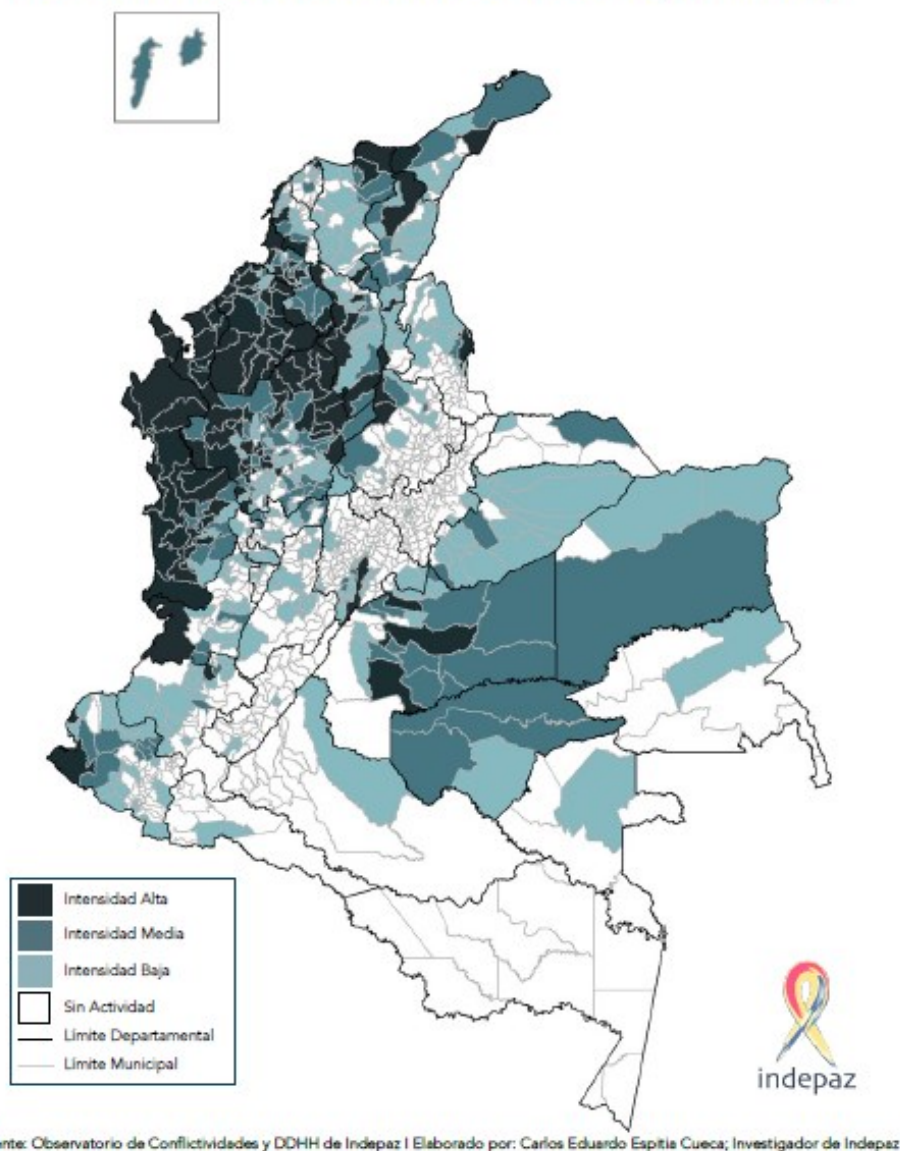 Intensidad Alta
Intensidad Media
Intensidad Baja
Sin Actividad
Límite Departamental
Límite Municipal
indepaz
ente: Observatorio de Conflictividades y DDHH de Indepaz I Elaborado por: Carlos Eduardo Espitia Cueca; Investigador de Indepaz